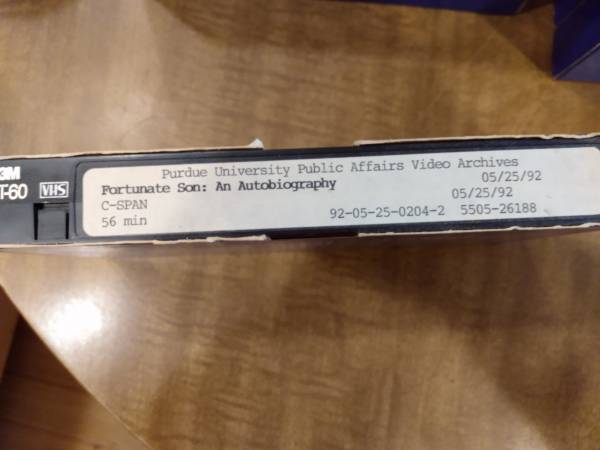 3M
T-60 VHS
Purdue University Public Affairs Video Archives
Fortunate Son: An Autobiography 05/25/92
C-SPAN 05/25/92
56 min 92-05-25-0204-2 5505-26188